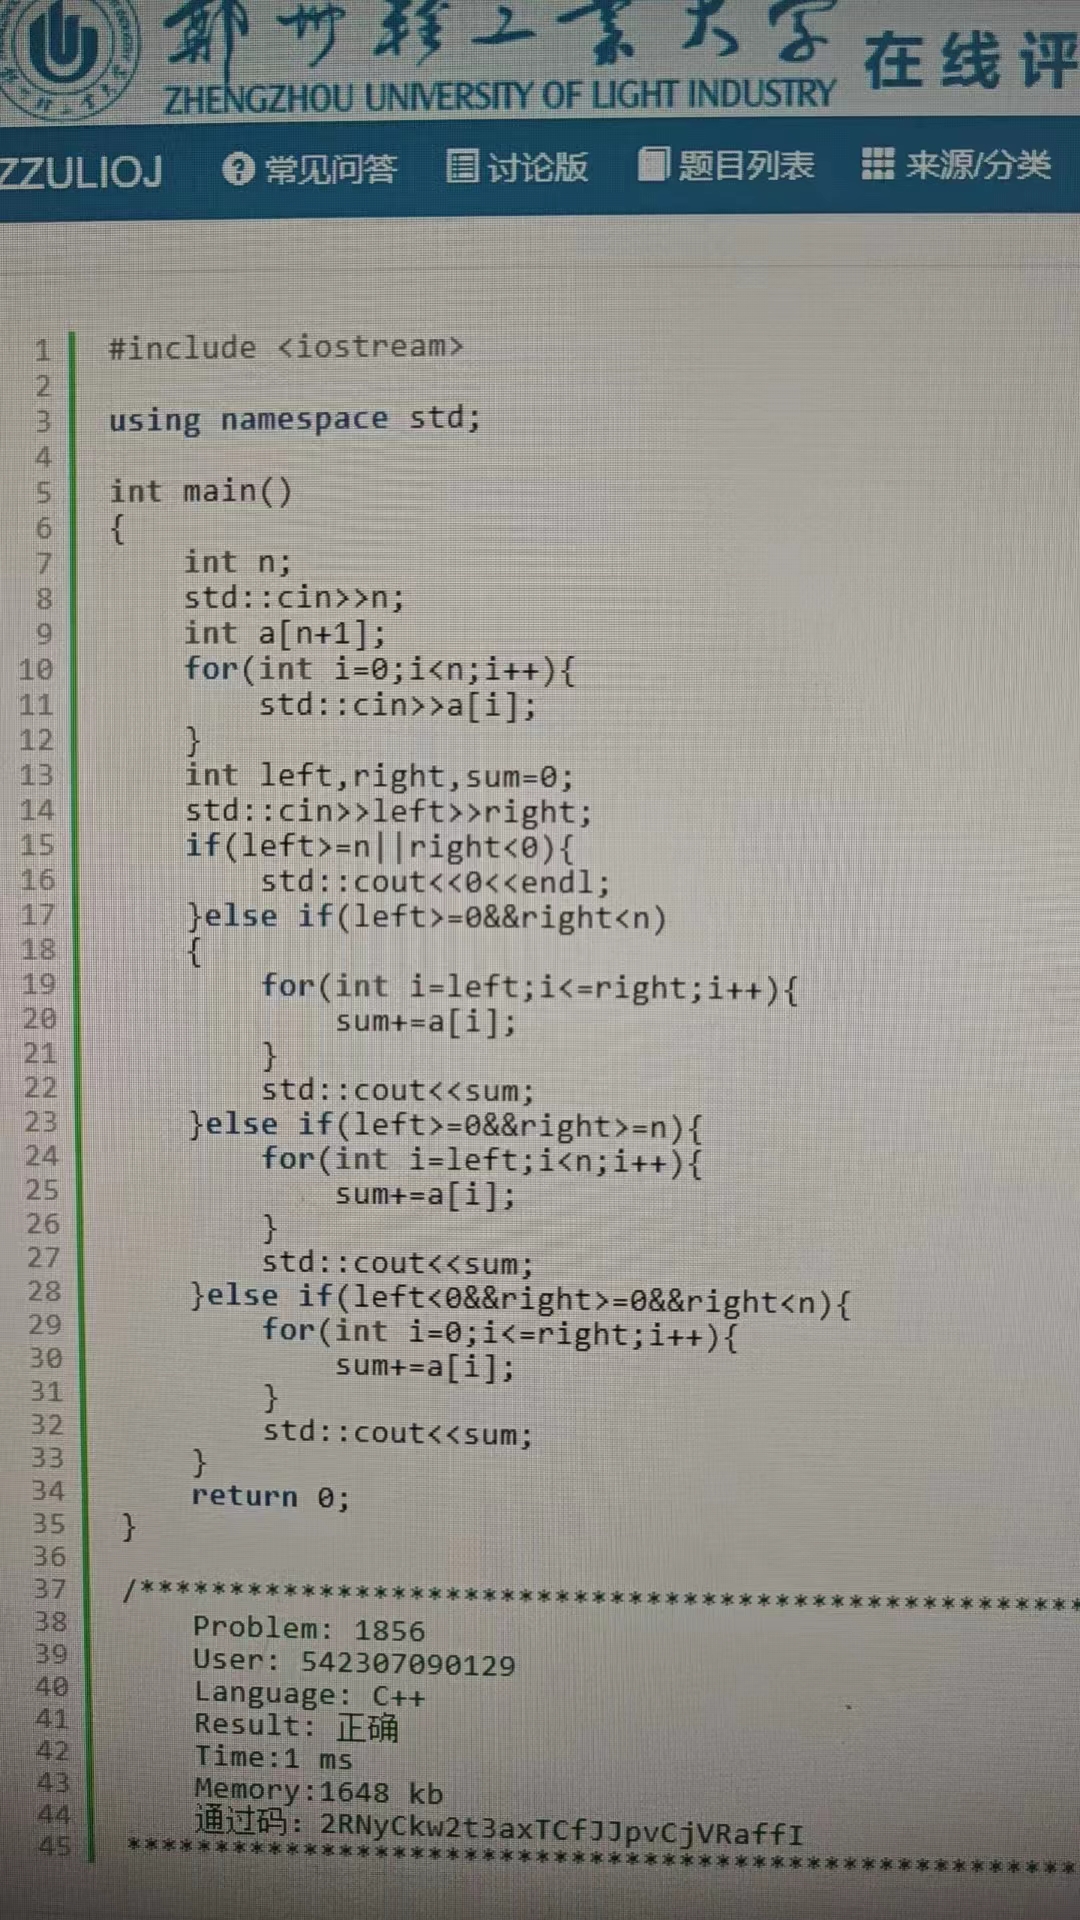 郑州轻工业大学 在线评
ZHENGZHOU UNIVERSITY OF LIGHT INDUSTRY
ZZULIOJ 常见问答 讨论版 题目列表 来源/分类
1 #include <iostream>
2
3 using namespace std;
4
5 int main()
6 {
7 int n;
8 std::cin>>n;
9 int a[n+1];
10 for(int i=0;i<n;i++){
11 std::cin>>a[i];
12 }
13 int left,right,sum=0;
14 std::cin>>left>>right;
15 if(left>=n||right<0){
16 std::cout<<0<<endl;
17 }else if(left>=0&&right<n)
18 {
19 for(int i=left;i<=right;i++){
20 sum+=a[i];
21 }
22 std::cout<<sum;
23 }else if(left>=0&&right>=n){
24 for(int i=left;i<n;i++){
25 sum+=a[i];
26 }
27 std::cout<<sum;
28 }else if(left<0&&right>=0&&right<n){
29 for(int i=0;i<=right;i++){
30 sum+=a[i];
31 }
32 std::cout<<sum;
33 }
34 return 0;
35 }
36
37 /****************************************************
38 Problem: 1856
39 User: 542307090129
40 Language: C++
41 Result: 正确
42 Time:1 ms
43 Memory:1648 kb
44 通过码: 2RNyCkw2t3axTCfJJpvCjVRaffI
45 ****************************************************